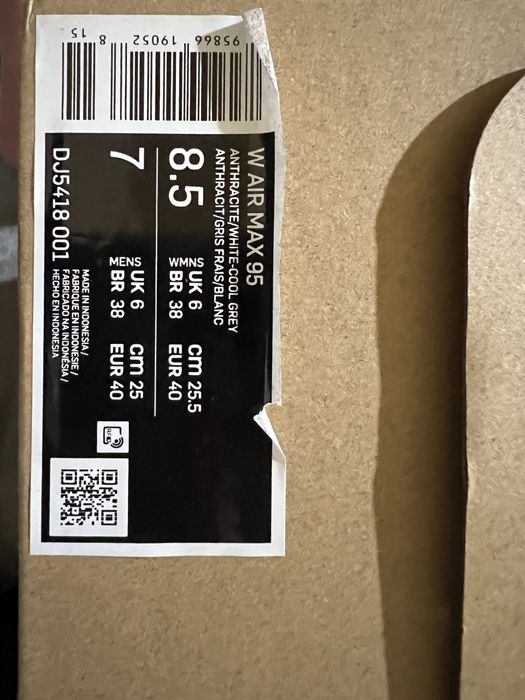 W AIR MAX 95
ANTHRACITE/WHITE-COOL GREY
ANTHRACIT/GRIS FRAIS/BLANC
8.5 WMNS UK 6 cm 25.5
BR 38 EUR 40
7 MENS UK 6 cm 25
BR 38 EUR 40
DJ5418 001
MADE IN INDONESIA /
FABRIQUE EN INDONESIE /
FABRICADO NA INDONÉSIA /
HECHO EN INDONESIA
95866 19052 8 15